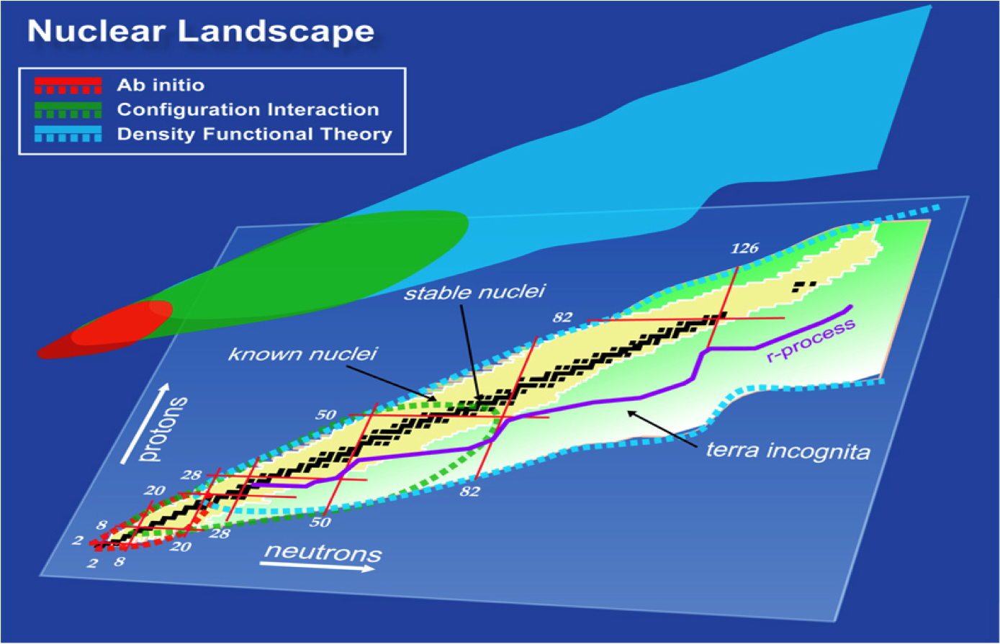 Nuclear Landscape
Ab initio
Configuration Interaction
Density Functional Theory
126
stable nuclei
82
known nuclei
r-process
50
protons
terra incognita
28
82
20
50
8
28
2
20
neutrons
2
8